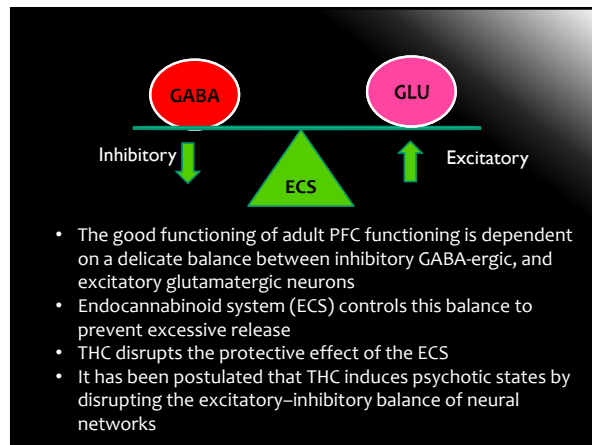 GABA
GLU
Inhibitory
Excitatory
ECS
• The good functioning of adult PFC functioning is dependent
on a delicate balance between inhibitory GABA-ergic, and
excitatory glutamatergic neurons
• Endocannabinoid system (ECS) controls this balance to
prevent excessive release
• THC disrupts the protective effect of the ECS
• It has been postulated that THC induces psychotic states by
disrupting the excitatory–inhibitory balance of neural
networks